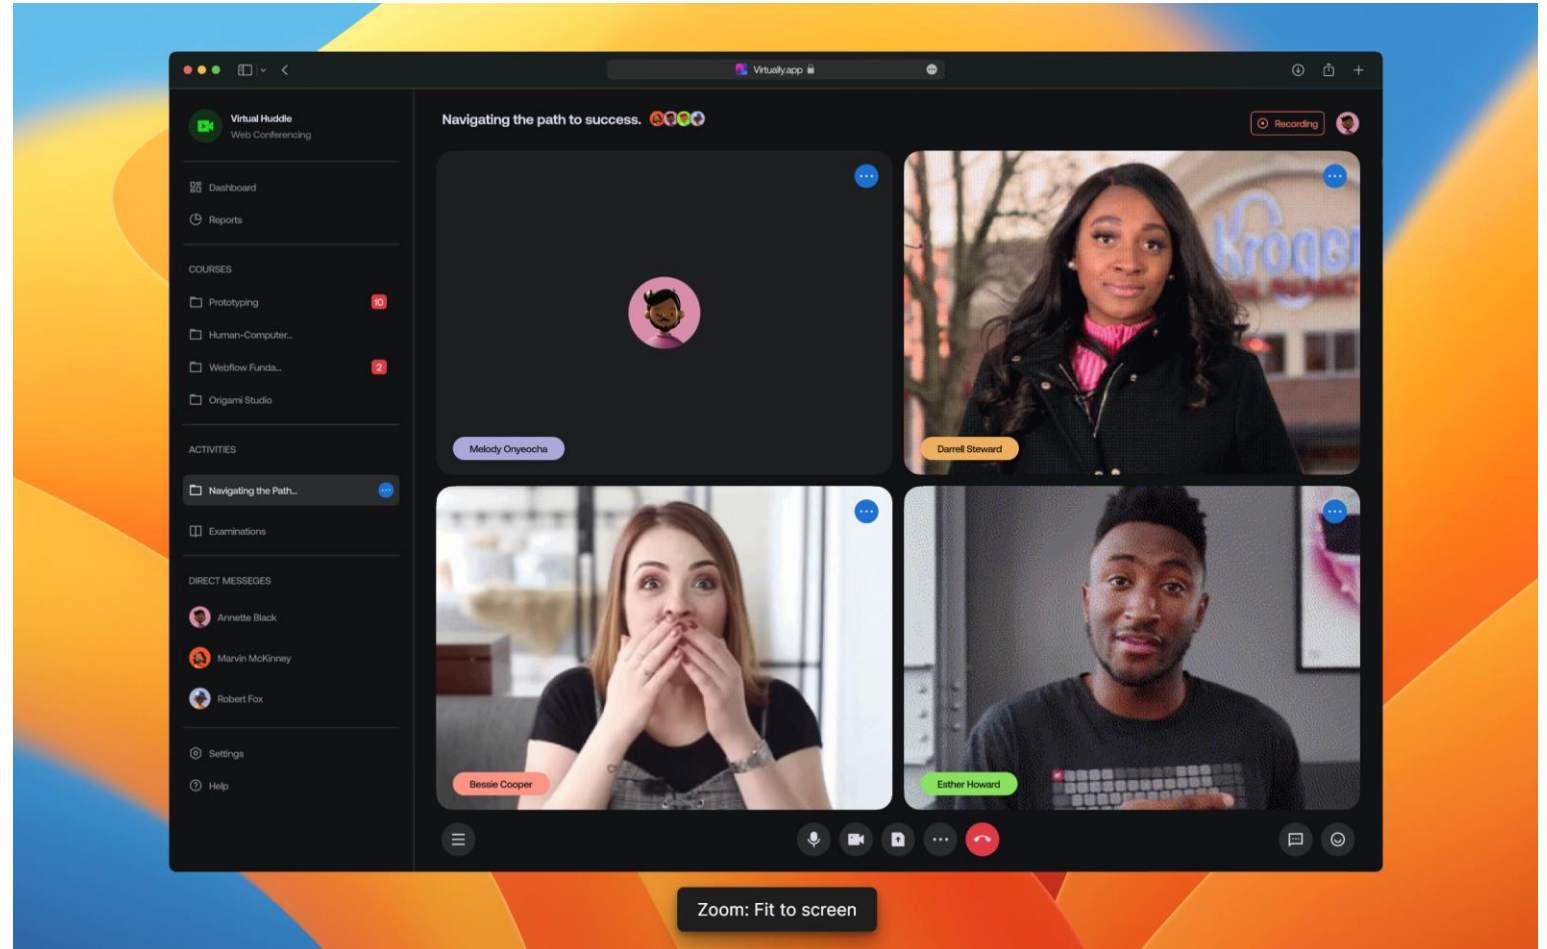 Virtually.app
Virtual Huddle
Web Conferencing
Navigating the path to success.
Recording
Dashboard
Reports
COURSES
Prototyping 10
Human-Computer...
Webflow Funda... 2
Origami Studio
ACTIVITIES
Navigating the Path...
Examinations
DIRECT MESSEGES
Annette Black
Marvin McKinney
Robert Fox
Settings
Help
Kroger
Melody Onyeocha
Darrell Steward
Bessie Cooper
Esther Howard
Zoom: Fit to screen